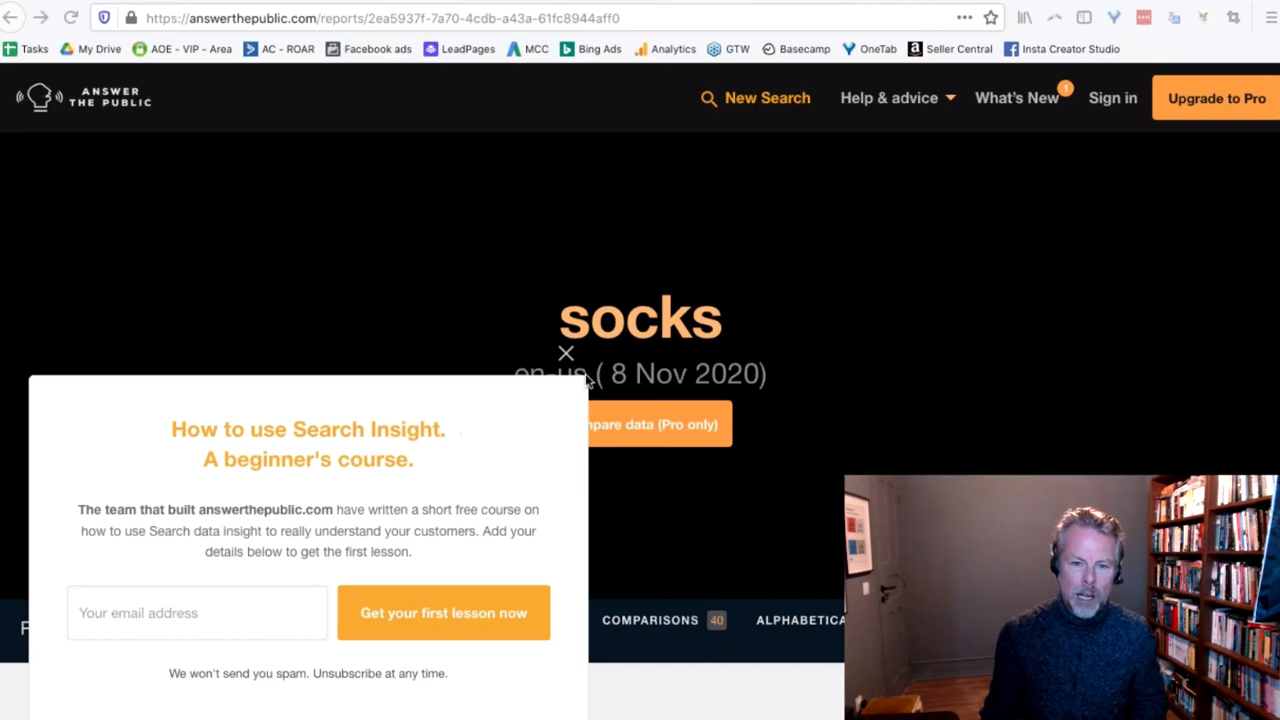 https://answerthepublic.com/reports/2ea5937f-7a70-4cdb-a43a-61fc8944aff0
Tasks My Drive AOE - VIP - Area AC - ROAR Facebook ads LeadPages MCC Bing Ads Analytics GTW Basecamp OneTab Seller Central Insta Creator Studio
ANSWER
THE PUBLIC
New Search Help & advice What's New 1 Sign in Upgrade to Pro
socks
en-us ( 8 Nov 2020)
mpare data (Pro only)
How to use Search Insight.
A beginner's course.
The team that built answerthepublic.com have written a short free course on
how to use Search data insight to really understand your customers. Add your
details below to get the first lesson.
Your email address Get your first lesson now
We won't send you spam. Unsubscribe at any time.
COMPARISONS 40 ALPHABETICA